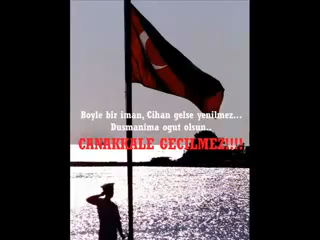 Boyle bir iman, Cihan gelse yenilmez...
Dusmanima ogut olsun..
CANAKKALE GECILMEZ!!!!